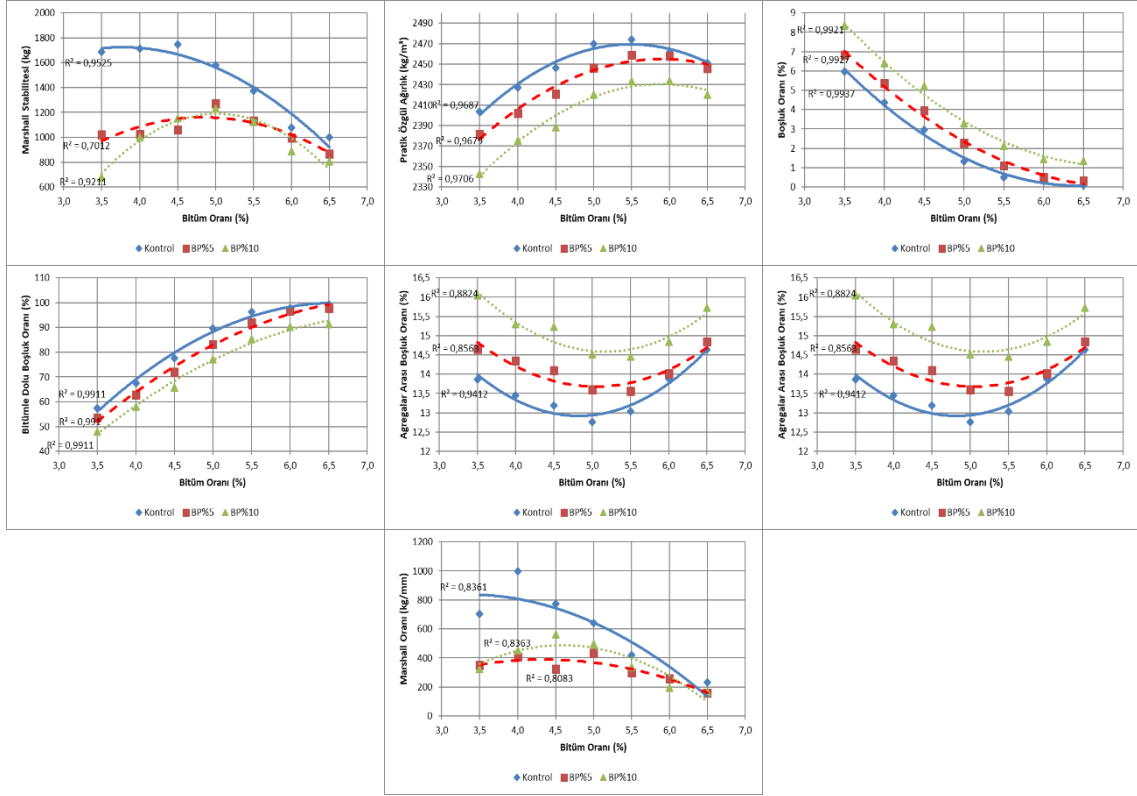 Marshall Stabilitesi (kg)
2000
1800
1600
1400
1200
1000
800
600
R² = 0,9525
R² = 0,7012
R² = 0,9211
3,0 3,5 4,0 4,5 5,0 5,5 6,0 6,5 7,0
Bitüm Oranı (%)
Kontrol BP%5 BP%10
Pratik Özgül Ağırlık (kg/m³)
2490
2470
2450
2430
2410
2390
2370
2350
2330
R² = 0,9687
R² = 0,9679
R² = 0,9706
3,0 3,5 4,0 4,5 5,0 5,5 6,0 6,5 7,0
Bitüm Oranı (%)
Kontrol BP%5 BP%10
Boşluk Oranı (%)
9
8
7
6
5
4
3
2
1
0
R² = 0,9921
R² = 0,9927
R² = 0,9937
3,0 3,5 4,0 4,5 5,0 5,5 6,0 6,5 7,0
Bitüm Oranı (%)
Kontrol BP%5 BP%10
Bitümle Dolu Boşluk Oranı (%)
110
100
90
80
70
60
50
40
R² = 0,9911
R² = 0,991
R² = 0,9911
3,0 3,5 4,0 4,5 5,0 5,5 6,0 6,5 7,0
Bitüm Oranı (%)
Kontrol BP%5 BP%10
Agregalar Arası Boşluk Oranı (%)
16,5
16
15,5
15
14,5
14
13,5
13
12,5
12
R² = 0,8824
R² = 0,8563
R² = 0,9412
3,0 3,5 4,0 4,5 5,0 5,5 6,0 6,5 7,0
Bitüm Oranı (%)
Kontrol BP%5 BP%10
Agregalar Arası Boşluk Oranı (%)
16,5
16
15,5
15
14,5
14
13,5
13
12,5
12
R² = 0,8824
R² = 0,8563
R² = 0,9412
3,0 3,5 4,0 4,5 5,0 5,5 6,0 6,5 7,0
Bitüm Oranı (%)
Kontrol BP%5 BP%10
Marshall Oranı (kg/mm)
1000
800
600
400
200
0
R² = 0,8361
R² = 0,8363
R² = 0,8083
3,0 3,5 4,0 4,5 5,0 5,5 6,0 6,5 7,0
Bitüm Oranı (%)
Kontrol BP%5 BP%10